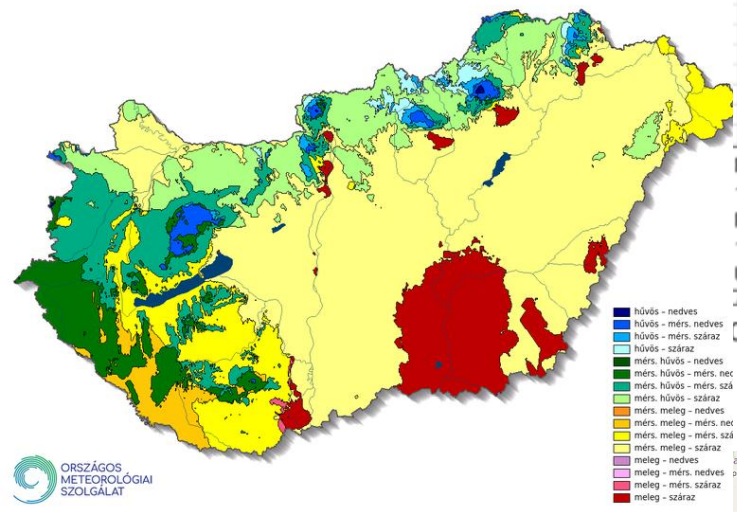 hűvös – nedves
hűvös – mérs. nedves
hűvös – mérs. száraz
hűvös – száraz
mérs. hűvös – nedves
mérs. hűvös – mérs. nec
mérs. hűvös – mérs. szá
mérs. hűvös – száraz
mérs. meleg – nedves
mérs. meleg – mérs. nec
mérs. meleg – mérs. szá
mérs. meleg – száraz
meleg – nedves
meleg – mérs. nedves
meleg – mérs. száraz
meleg – száraz
ORSZÁGOS
METEOROLÓGIAI
SZOLGÁLAT